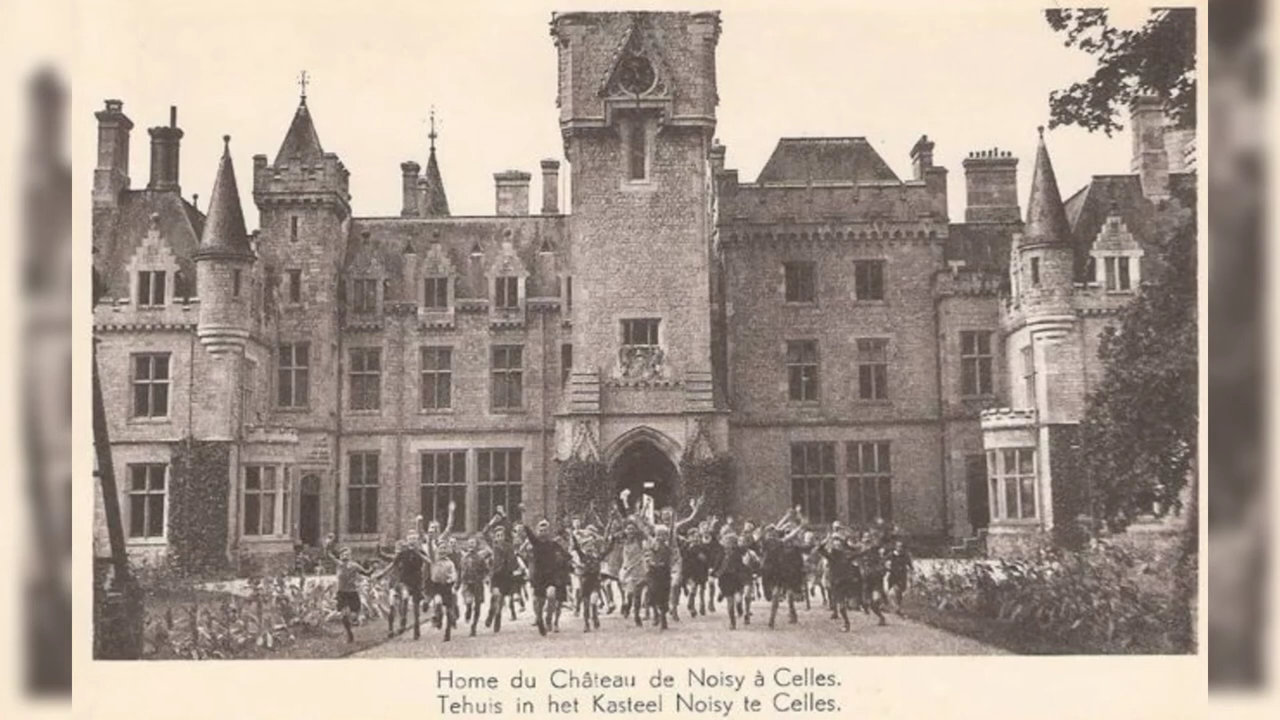 Home du Château de Noisy à Celles.
Tehuis in het Kasteel Noisy te Celles.